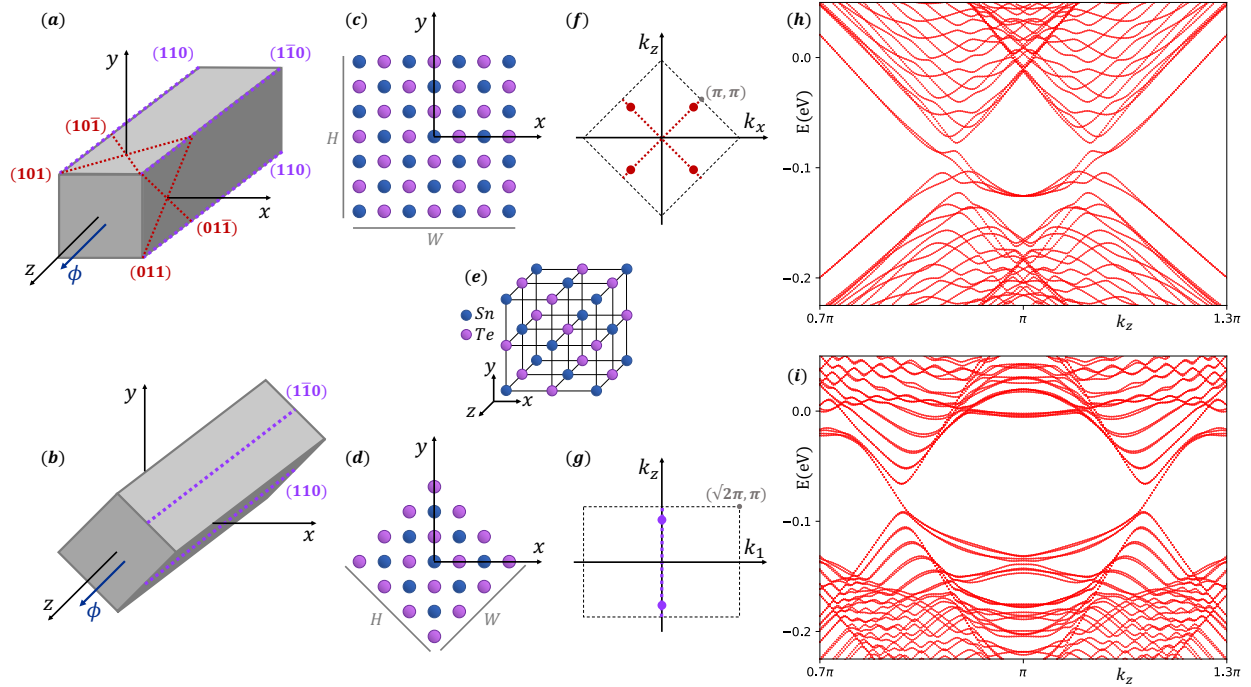 (a)
y
(110)
(11̅0)
(101̅)
(101)
(110)
x
(011̅)
(011)
z
ϕ
(b)
y
(11̅0)
(110)
x
z
ϕ
(c)
y
x
H
W
(d)
y
x
H
W
(e)
Sn
Te
y
x
z
(f)
k_z
(π, π)
k_x
(g)
k_z
(√2π, π)
k_1
(h)
E(eV)
0.0
−0.1
−0.2
0.7π
π
k_z
1.3π
(i)
E(eV)
0.0
−0.1
−0.2
0.7π
π
k_z
1.3π